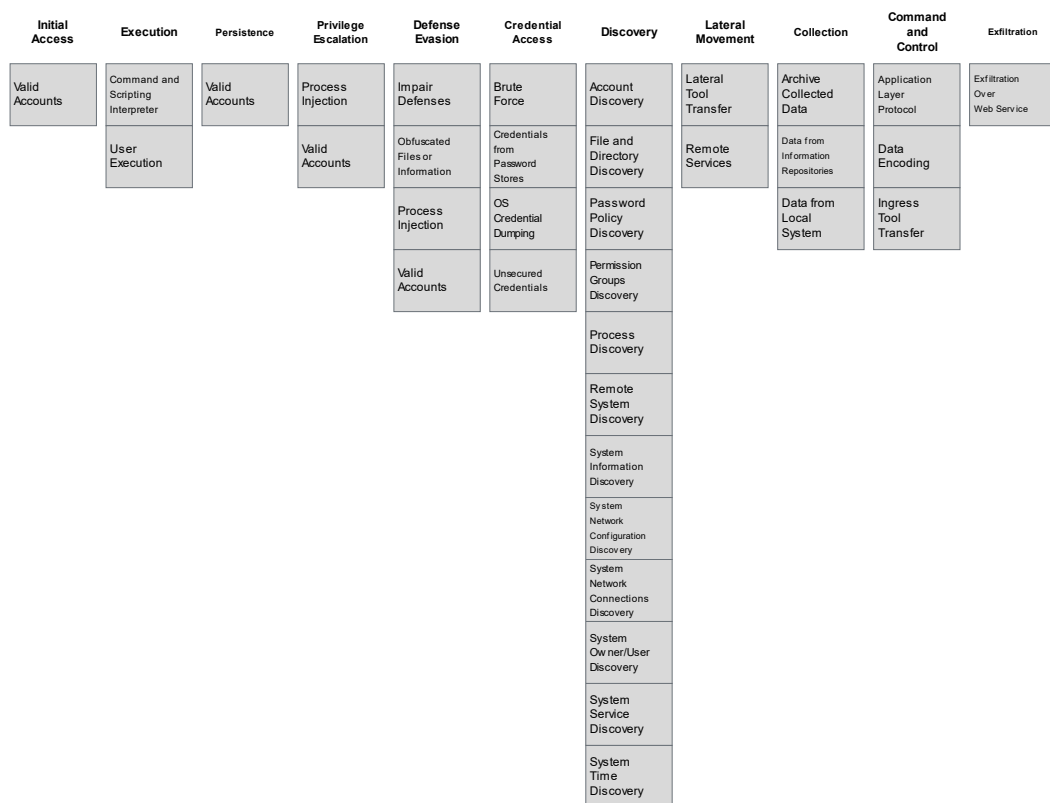 Initial
Access
Execution
Persistence
Privilege
Escalation
Defense
Evasion
Credential
Access
Discovery
Lateral
Movement
Collection
Command
and
Control
Exfiltration
Valid
Accounts
Command and
Scripting
Interpreter
User
Execution
Valid
Accounts
Process
Injection
Valid
Accounts
Impair
Defenses
Obfuscated
Files or
Information
Process
Injection
Valid
Accounts
Brute
Force
Credentials
from
Password
Stores
OS
Credential
Dumping
Unsecured
Credentials
Account
Discovery
File and
Directory
Discovery
Password
Policy
Discovery
Permission
Groups
Discovery
Process
Discovery
Remote
System
Discovery
System
Information
Discovery
System
Network
Configuration
Discovery
System
Network
Connections
Discovery
System
Owner/User
Discovery
System
Service
Discovery
System
Time
Discovery
Lateral
Tool
Transfer
Remote
Services
Archive
Collected
Data
Data from
Information
Repositories
Data from
Local
System
Application
Layer
Protocol
Data
Encoding
Ingress
Tool
Transfer
Exfiltration
Over
Web Service